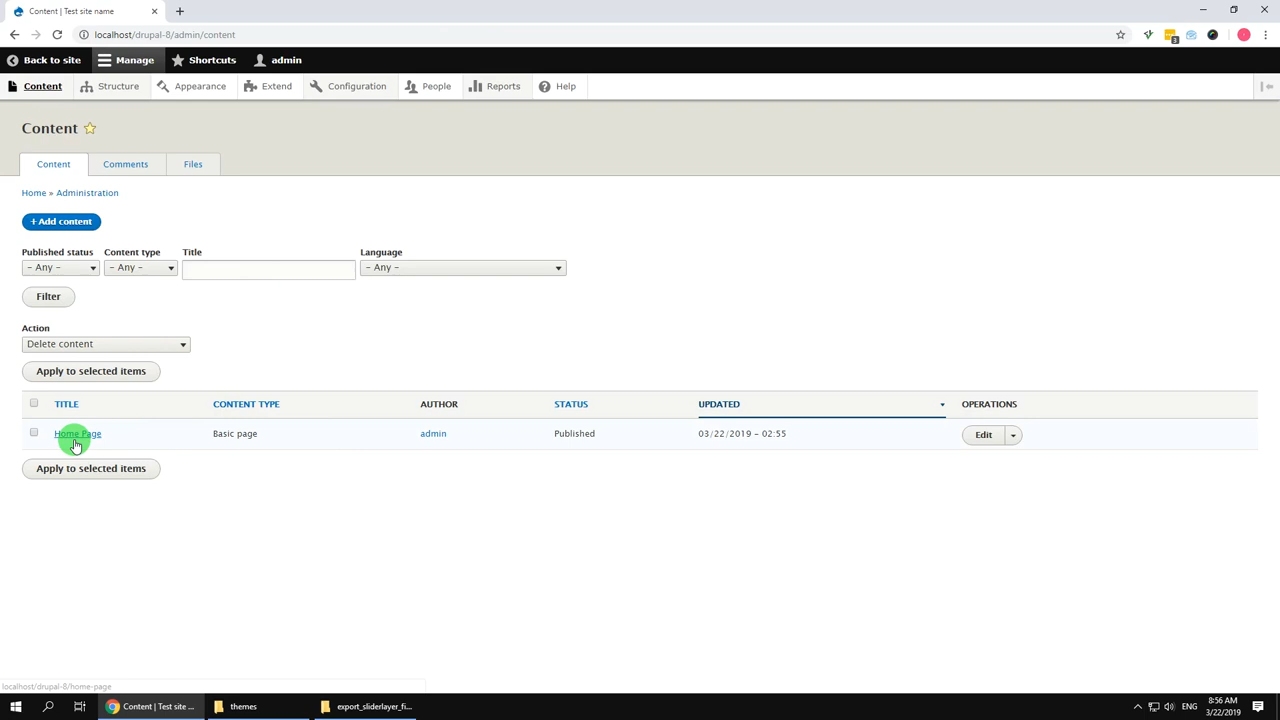 Content | Test site name
localhost/drupal-8/admin/content
3
Back to site Manage Shortcuts admin
Content Structure Appearance Extend Configuration People Reports Help
Content
Content Comments Files
Home » Administration
+ Add content
Published status Content type Title Language
- Any - - Any - - Any -
Filter
Action
Delete content
Apply to selected items
TITLE CONTENT TYPE AUTHOR STATUS UPDATED OPERATIONS
Home Page Basic page admin Published 03/22/2019 - 02:55 Edit
Apply to selected items
localhost/drupal-8/home-page
Content | Test site ... themes export_sliderlayer_fi... ENG 8:56 AM
3/22/2019